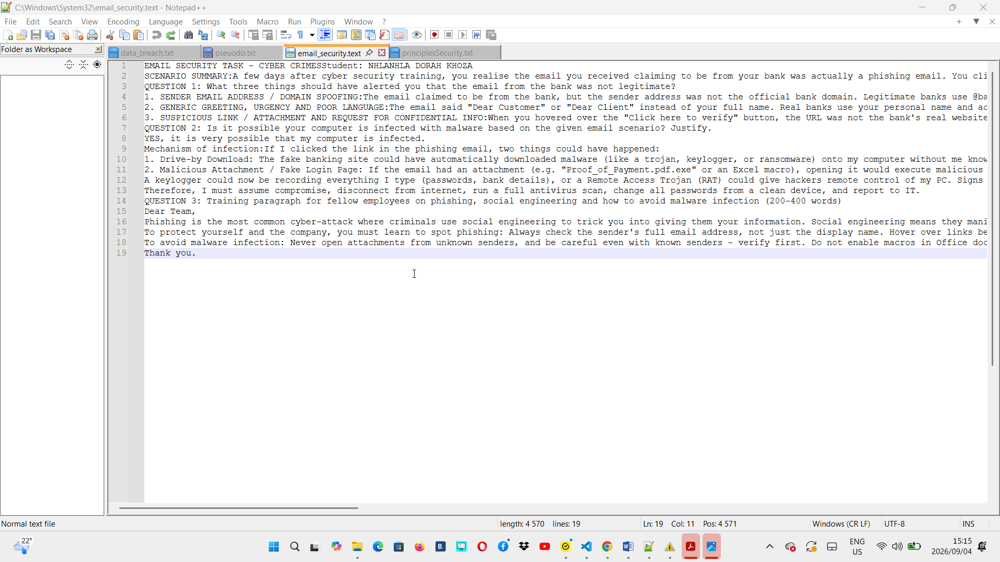 C:\Windows\System32\email_security.text - Notepad++
File Edit Search View Encoding Language Settings Tools Macro Run Plugins Window ?
Folder as Workspace
data_breach.txt pseuodo.txt email_security.text principlesSecurity.txt
1 EMAIL SECURITY TASK - CYBER CRIMESStudent: NHLANHLA DORAH KHOZA
2 SCENARIO SUMMARY:A few days after cyber security training, you realise the email you received claiming to be from your bank was actually a phishing email. You cli
3 QUESTION 1: What three things should have alerted you that the email from the bank was not legitimate?
4 1. SENDER EMAIL ADDRESS / DOMAIN SPOOFING:The email claimed to be from the bank, but the sender address was not the official bank domain. Legitimate banks use @ba
5 2. GENERIC GREETING, URGENCY AND POOR LANGUAGE:The email said "Dear Customer" or "Dear Client" instead of your full name. Real banks use your personal name and ac
6 3. SUSPICIOUS LINK / ATTACHMENT AND REQUEST FOR CONFIDENTIAL INFO:When you hovered over the "Click here to verify" button, the URL was not the bank's real website
7 QUESTION 2: Is it possible your computer is infected with malware based on the given email scenario? Justify.
8 YES, it is very possible that my computer is infected.
9 Mechanism of infection:If I clicked the link in the phishing email, two things could have happened:
10 1. Drive-by Download: The fake banking site could have automatically downloaded malware (like a trojan, keylogger, or ransomware) onto my computer without me know
11 2. Malicious Attachment / Fake Login Page: If the email had an attachment (e.g. "Proof_of_Payment.pdf.exe" or an Excel macro), opening it would execute malicious
12 A keylogger could now be recording everything I type (passwords, bank details), or a Remote Access Trojan (RAT) could give hackers remote control of my PC. Signs
13 Therefore, I must assume compromise, disconnect from internet, run a full antivirus scan, change all passwords from a clean device, and report to IT.
14 QUESTION 3: Training paragraph for fellow employees on phishing, social engineering and how to avoid malware infection (200-400 words)
15 Dear Team,
16 Phishing is the most common cyber-attack where criminals use social engineering to trick you into giving them your information. Social engineering means they mani
17 To protect yourself and the company, you must learn to spot phishing: Always check the sender's full email address, not just the display name. Hover over links be
18 To avoid malware infection: Never open attachments from unknown senders, and be careful even with known senders - verify first. Do not enable macros in Office doc
19 Thank you.
Normal text file length: 4 570 lines: 19 Ln: 19 Col: 11 Pos: 4 571 Windows (CR LF) UTF-8 INS
22°
B.
ENG
US
15:15
2026/09/04